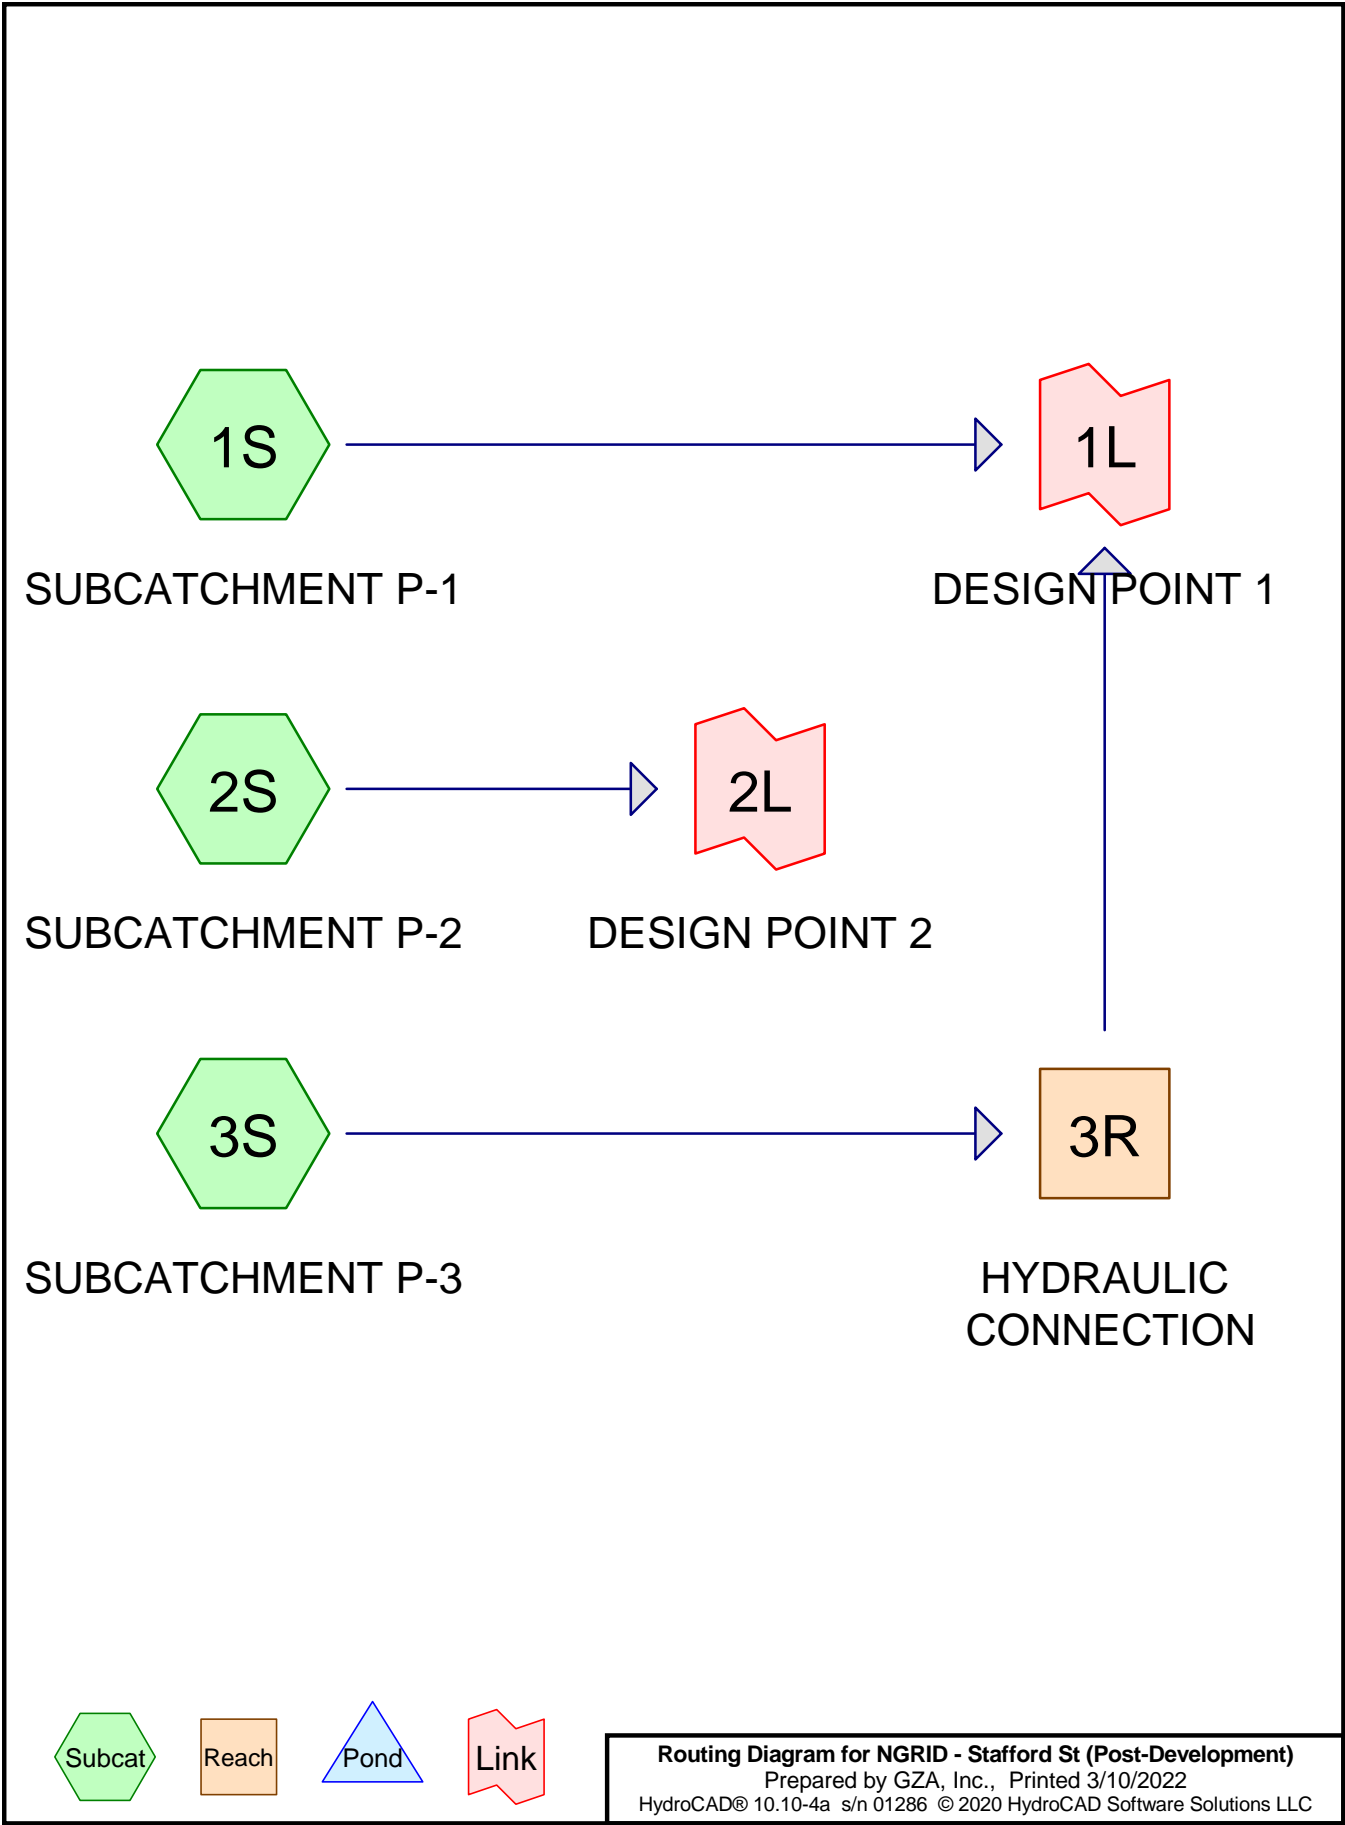 1S
1L
SUBCATCHMENT P-1
DESIGN POINT 1
2S
2L
SUBCATCHMENT P-2
DESIGN POINT 2
3S
3R
SUBCATCHMENT P-3
HYDRAULIC
CONNECTION
Subcat
Reach
Pond
Link
Routing Diagram for NGRID - Stafford St (Post-Development)
Prepared by GZA, Inc., Printed 3/10/2022
HydroCAD® 10.10-4a s/n 01286 © 2020 HydroCAD Software Solutions LLC